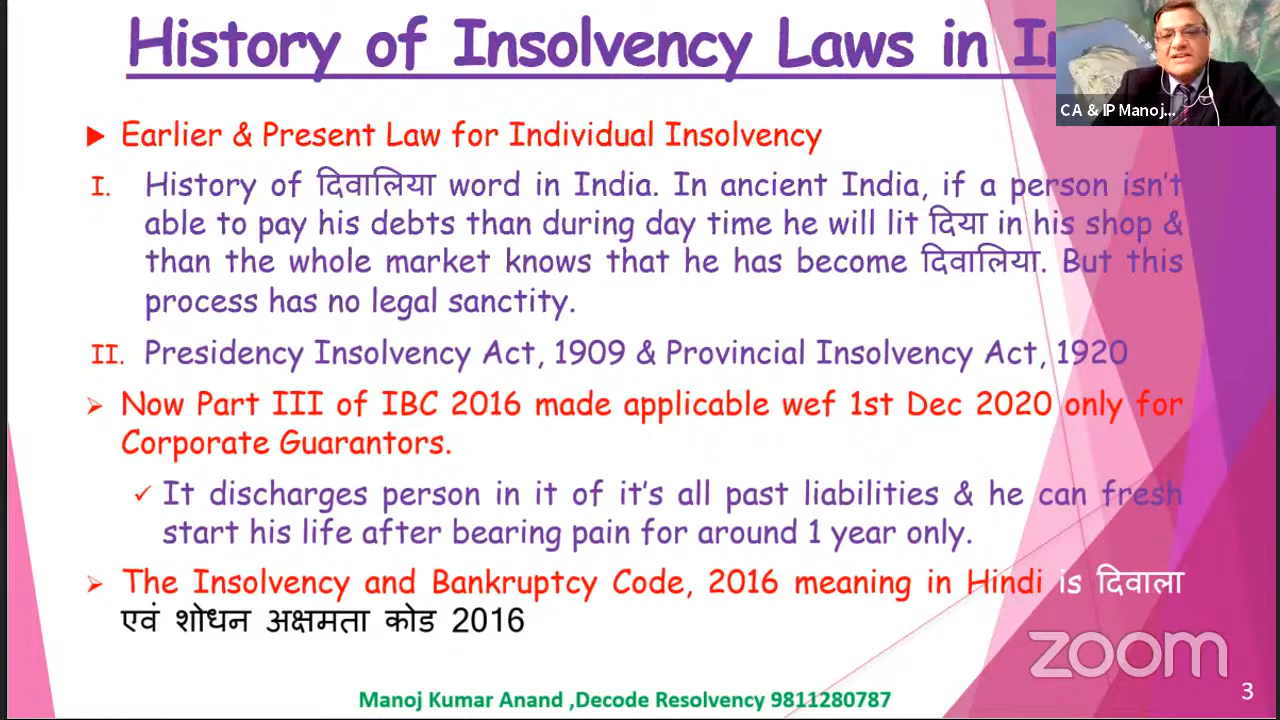 History of Insolvency Laws in
CA & IP Manoj...
Earlier & Present Law for Individual Insolvency
I. History of दिवालिया word in India. In ancient India, if a person isn't
able to pay his debts than during day time he will lit दिया in his shop &
than the whole market knows that he has become दिवालिया. But this
process has no legal sanctity.
II. Presidency Insolvency Act, 1909 & Provincial Insolvency Act, 1920
Now Part III of IBC 2016 made applicable wef 1st Dec 2020 only for
Corporate Guarantors.
It discharges person in it of it's all past liabilities & he can fresh
start his life after bearing pain for around 1 year only.
The Insolvency and Bankruptcy Code, 2016 meaning in Hindi is दिवाला
एवं शोधन अक्षमता कोड 2016
zoom
Manoj Kumar Anand ,Decode Resolvency 9811280787
3